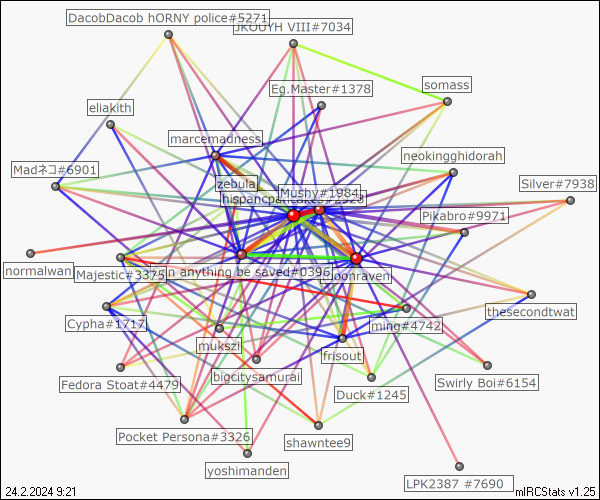 DacobDacob hORNY police#5271
JKOUYH VIII#7034
Eg.Master#1378
somass
eliakith
marcemadness
neokingghidorah
Madネコ#6901
zebula
Mushy#1984
Silver#7938
Pikabro#9971
normalwan
Majestic#3375
anything be saved#0396
thesecondtwat
Cypha#1717
ming#4742
mukszi
frisout
Fedora Stoat#4479
bigcitysamurai
Swirly Boi#6154
Duck#1245
Pocket Persona#3326
shawntee9
yoshimanden
LPK2387 #7690
24.2.2024 9:21
mIRCStats v1.25